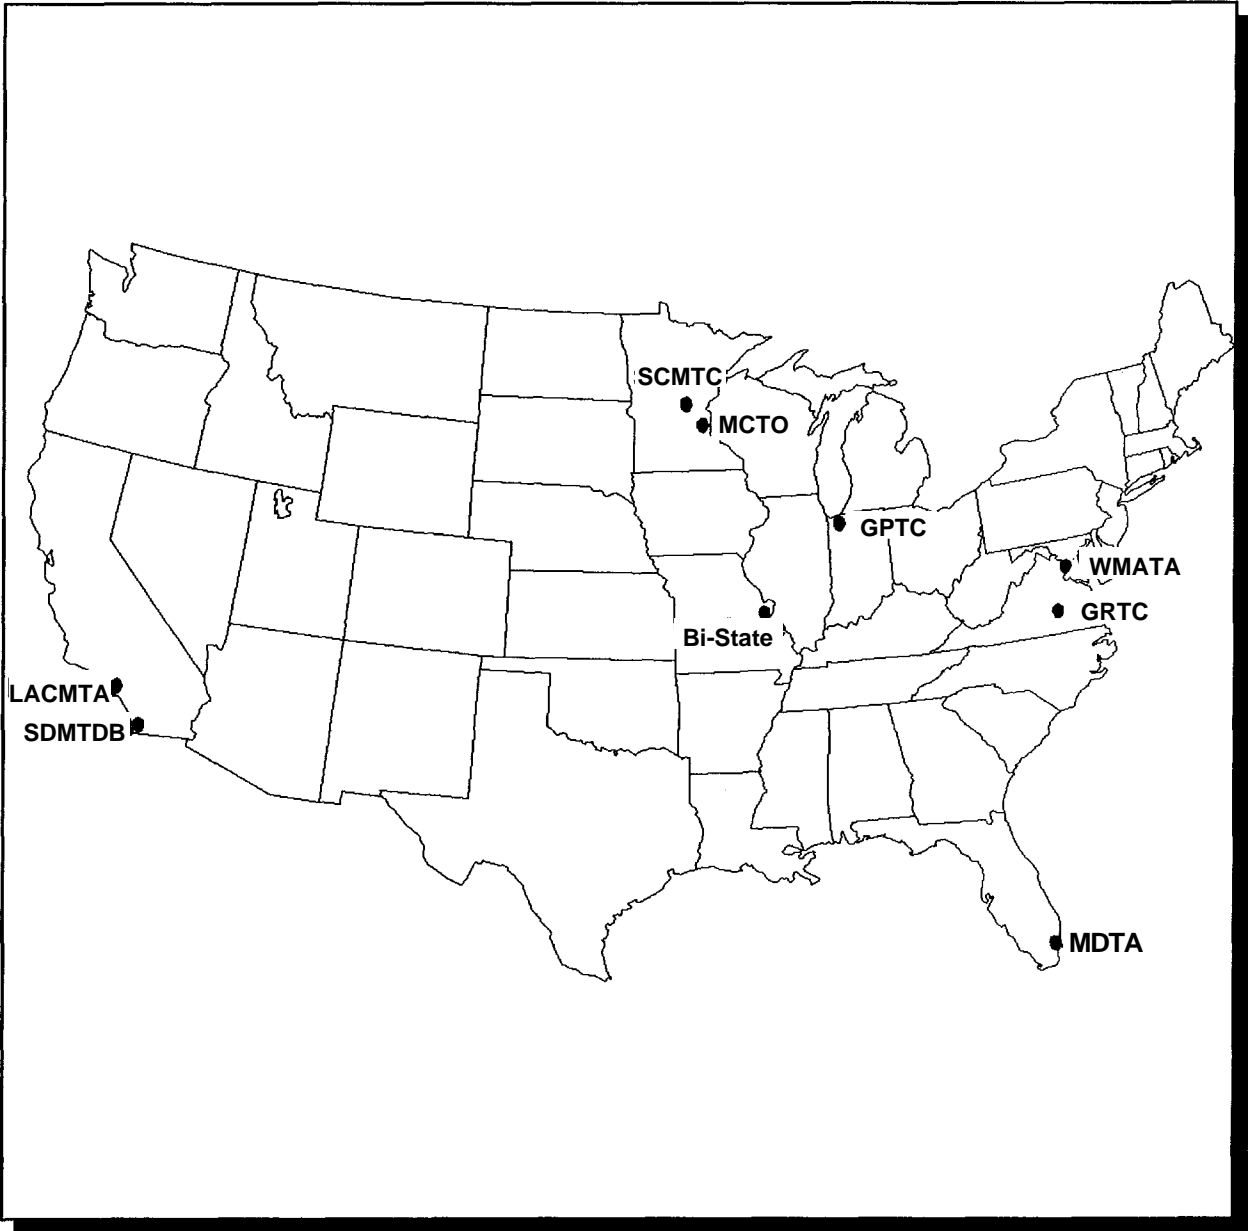 SCMTC
MCTO
GPTC
WMATA
GRTC
Bi-State
LACMTA
SDMTDB
MDTA